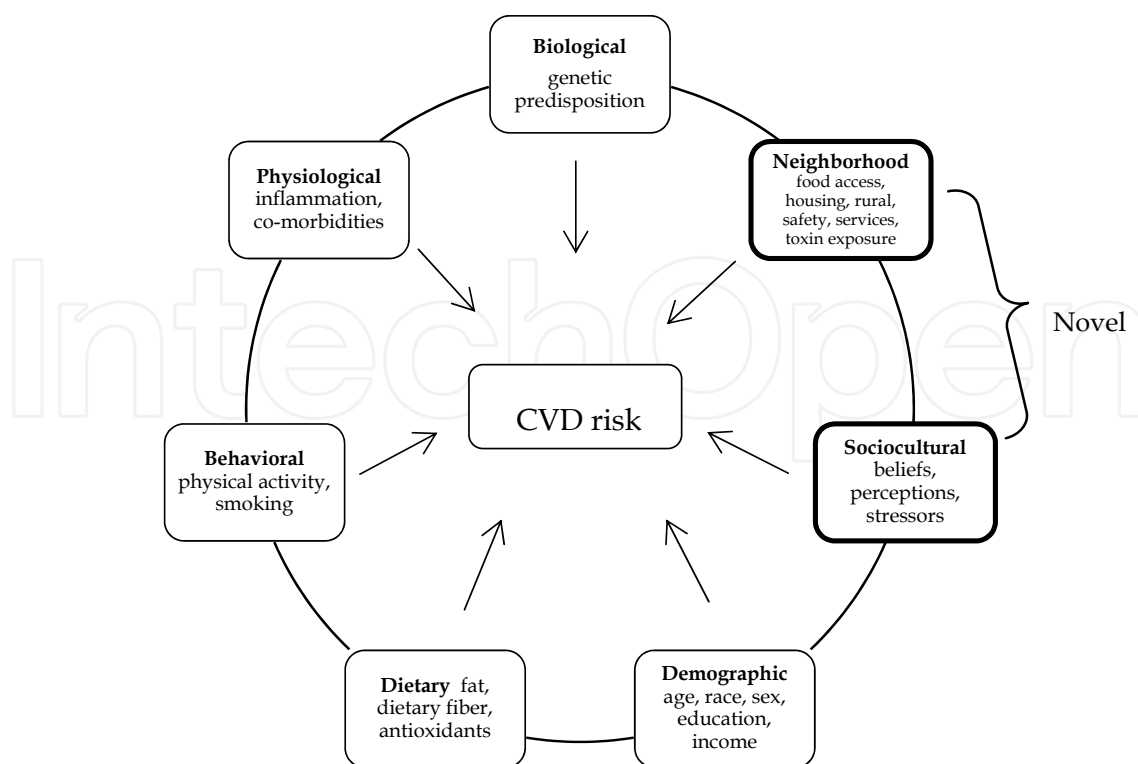 Biological
genetic
predisposition
Neighborhood
food access,
housing, rural,
safety, services,
toxin exposure
Physiological
inflammation,
co-morbidities
IntechOpen
Novel
CVD risk
Behavioral
physical activity,
smoking
Sociocultural
beliefs,
perceptions,
stressors
Dietary fat,
dietary fiber,
antioxidants
Demographic
age, race, sex,
education,
income